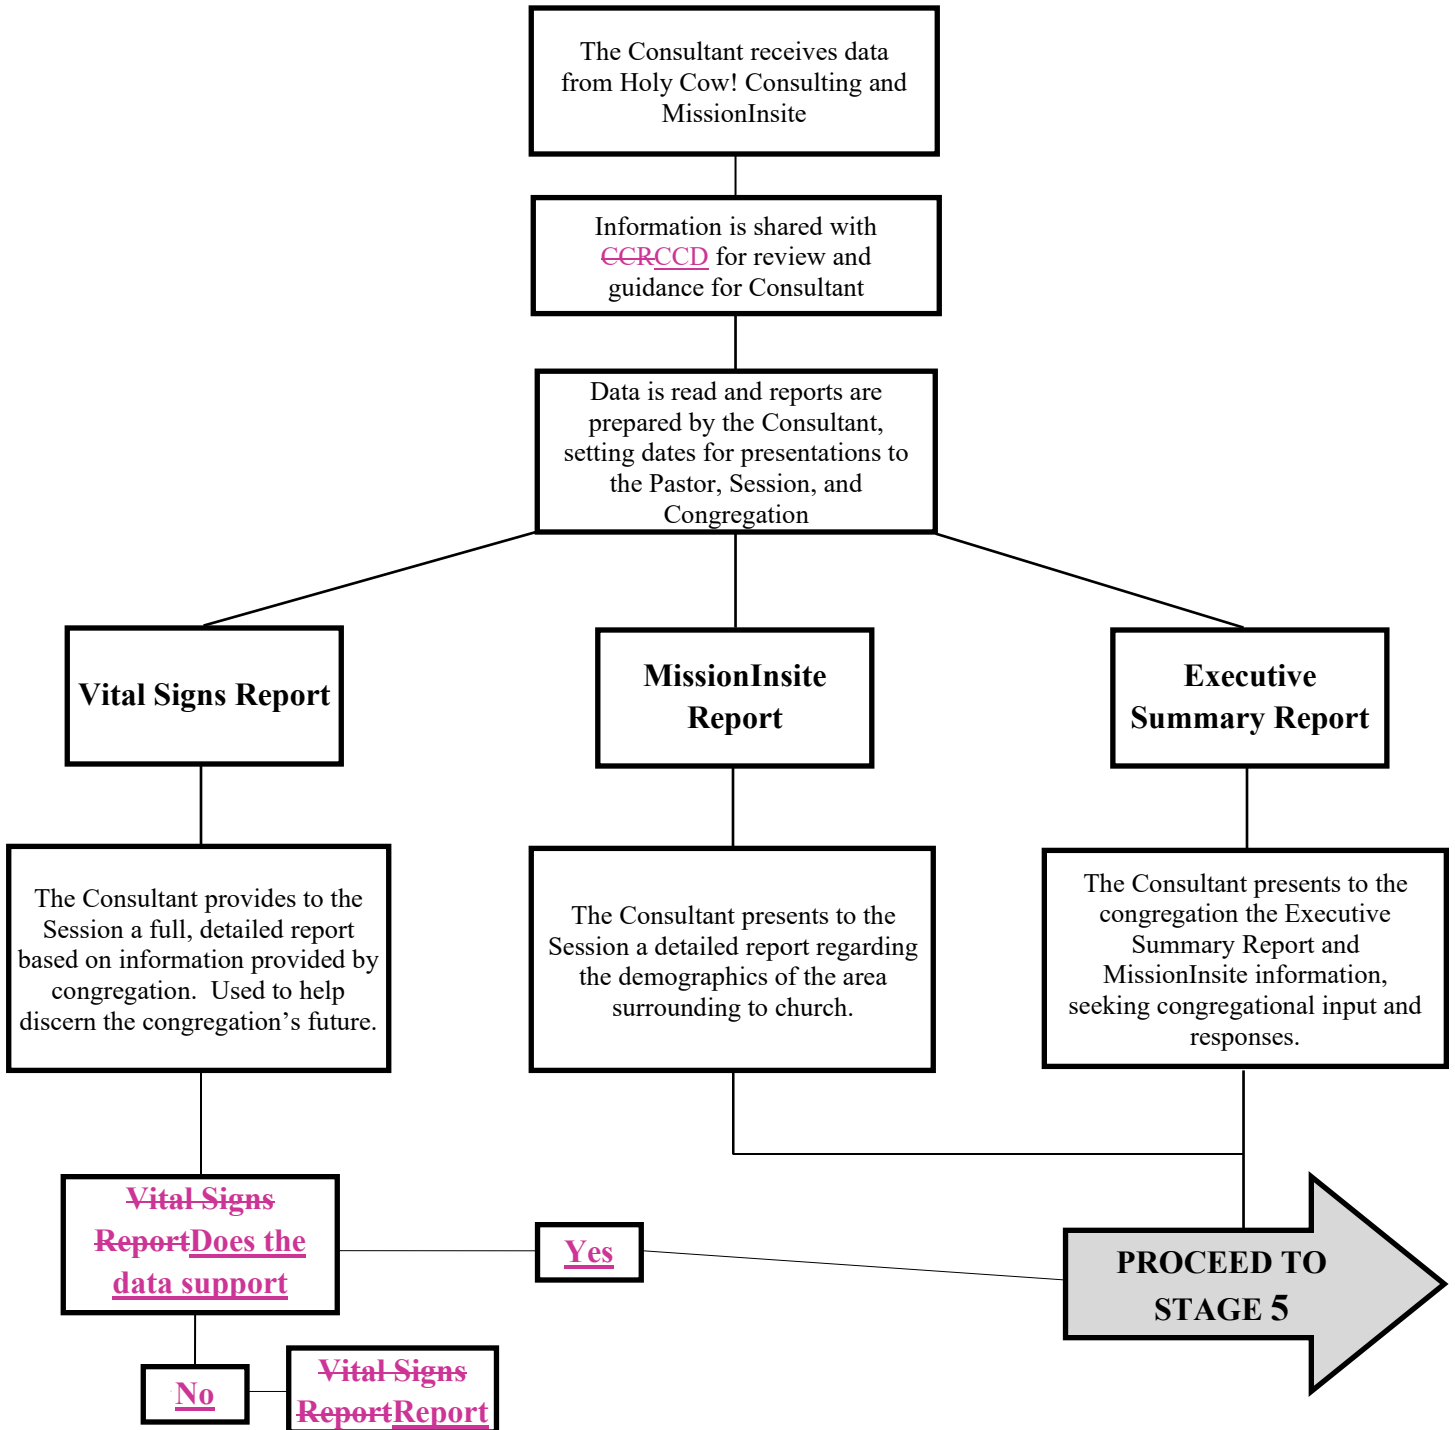 The Consultant receives data
from Holy Cow! Consulting and
MissionInsite
Information is shared with
CCRCCD for review and
guidance for Consultant
Data is read and reports are
prepared by the Consultant,
setting dates for presentations to
the Pastor, Session, and
Congregation
Vital Signs Report
MissionInsite
Report
Executive
Summary Report
The Consultant provides to the
Session a full, detailed report
based on information provided by
congregation.  Used to help
discern the congregation’s future.
The Consultant presents to the
Session a detailed report regarding
the demographics of the area
surrounding to church.
The Consultant presents to the
congregation the Executive
Summary Report and
MissionInsite information,
seeking congregational input and
responses.
Vital Signs
ReportDoes the
data support
Yes
PROCEED TO
STAGE 5
No
Vital Signs
ReportReport